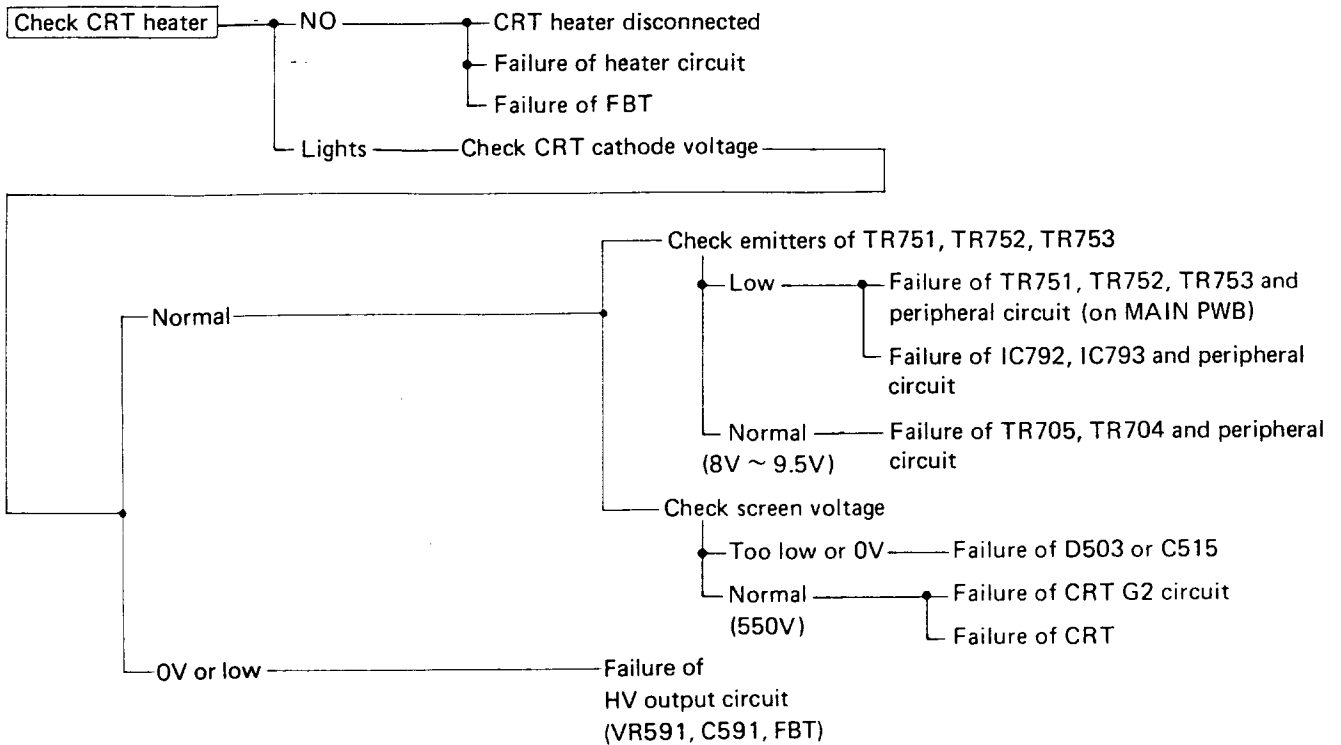 Check CRT heater
NO
CRT heater disconnected
Failure of heater circuit
Failure of FBT
Lights
Check CRT cathode voltage
Normal
Check emitters of TR751, TR752, TR753
Low
Failure of TR751, TR752, TR753 and
peripheral circuit (on MAIN PWB)
Failure of IC792, IC793 and peripheral
circuit
Normal
(8V ~ 9.5V)
Failure of TR705, TR704 and peripheral
circuit
Check screen voltage
Too low or 0V
Failure of D503 or C515
Normal
(550V)
Failure of CRT G2 circuit
Failure of CRT
0V or low
Failure of
HV output circuit
(VR591, C591, FBT)